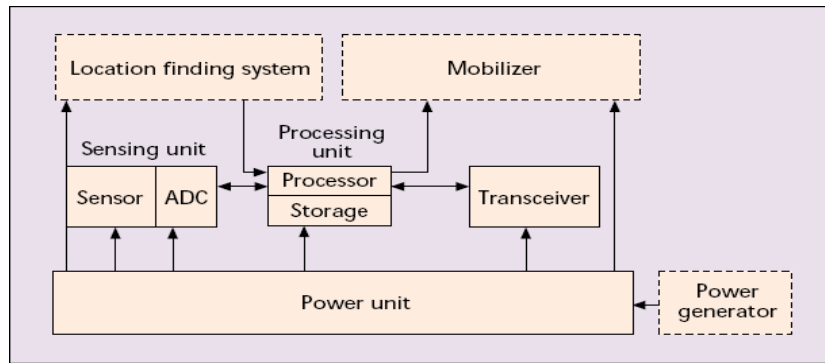 Location finding system
Mobilizer
Sensing unit
Processing
unit
Sensor
ADC
Processor
Storage
Transceiver
Power unit
Power
generator